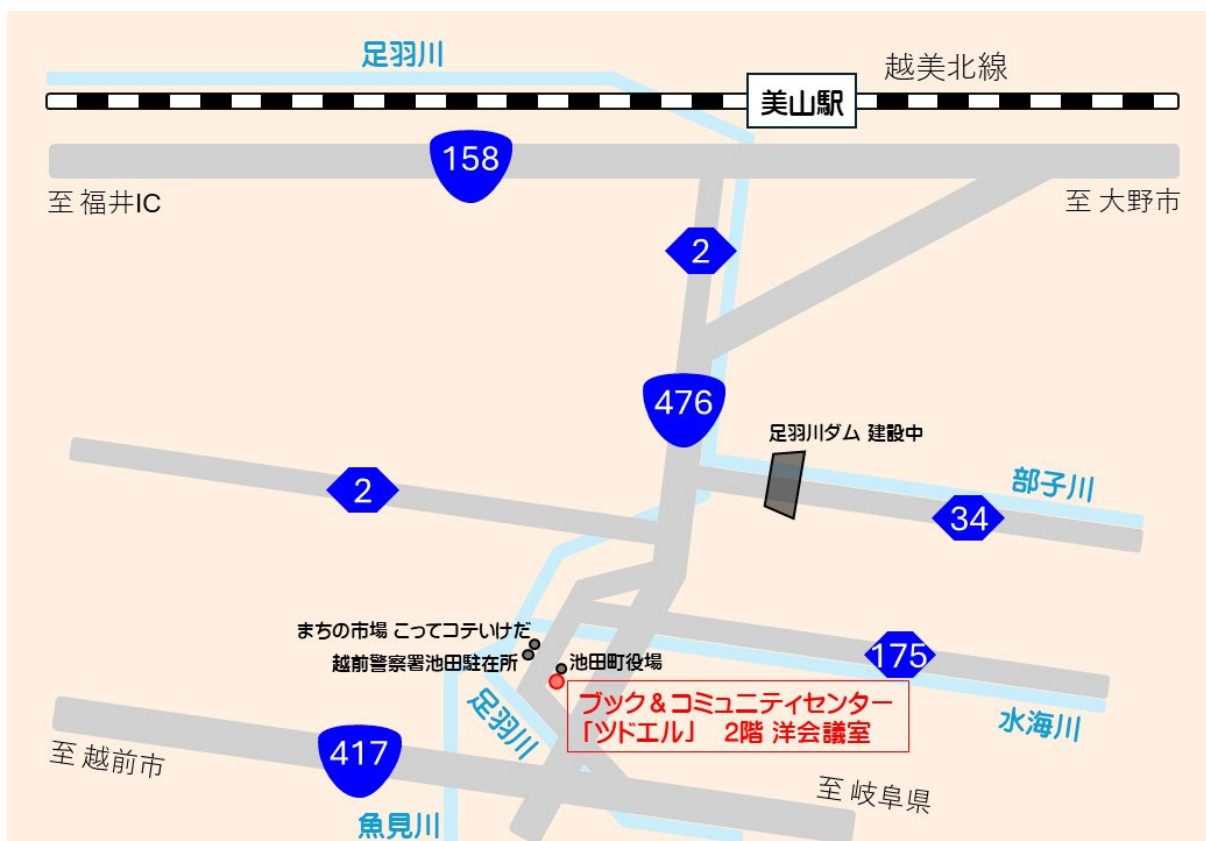 足羽川
越美北線
美山駅
158
至 福井IC
至 大野市
2
476
足羽川ダム 建設中
部子川
2
34
まちの市場 こってコテいけだ
越前警察署池田駐在所
池田町役場
175
ブック&コミュニティセンター
「ツドエル」 2階 洋会議室
足羽川
水海川
417
至 越前市
至 岐阜県
魚見川